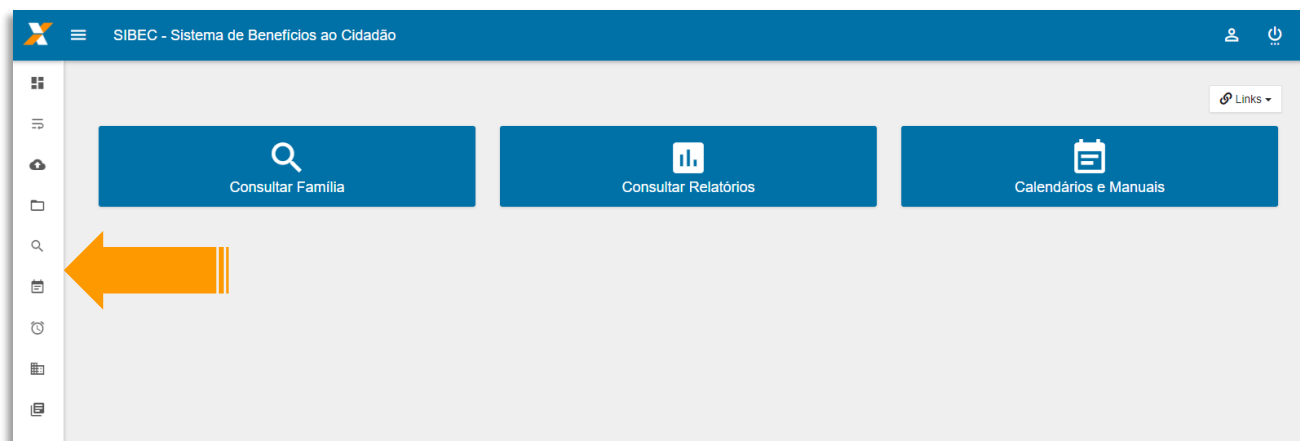 SIBEC - Sistema de Benefícios ao Cidadão
Links
Consultar Família
Consultar Relatórios
Calendários e Manuais